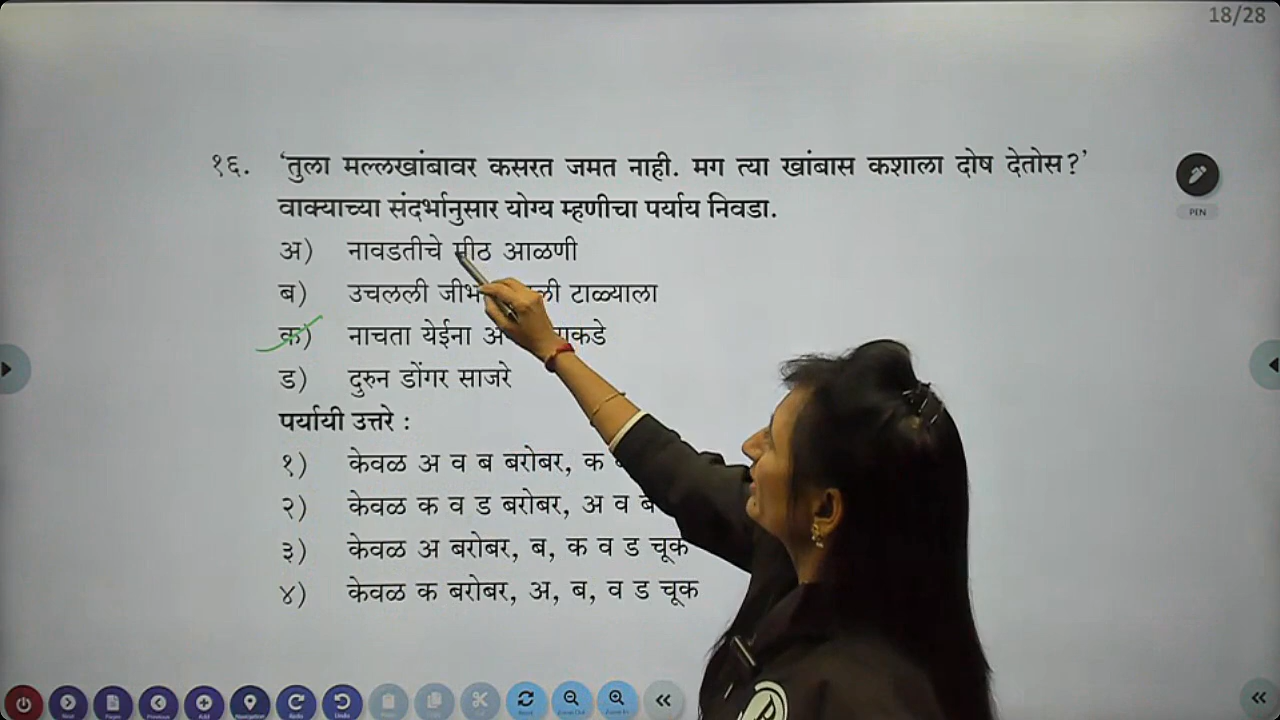 18/28
१६. ‘तुला मल्लखांबावर कसरत जमत नाही. मग त्या खांबास कशाला दोष देतोस?’
वाक्याच्या संदर्भानुसार योग्य म्हणीचा पर्याय निवडा.
अ) नावडतीचे मीठ आळणी
ब) उचलली जीभ टाळ्याला
क) नाचता येईना
ड) दुरुन डोंगर साजरे
पर्यायी उत्तरे :
१) केवळ अ व ब बरोबर, क
२) केवळ क व ड बरोबर, अ व ब
३) केवळ अ बरोबर, ब, क व ड चूक
४) केवळ क बरोबर, अ, ब, व ड चूक
PEN